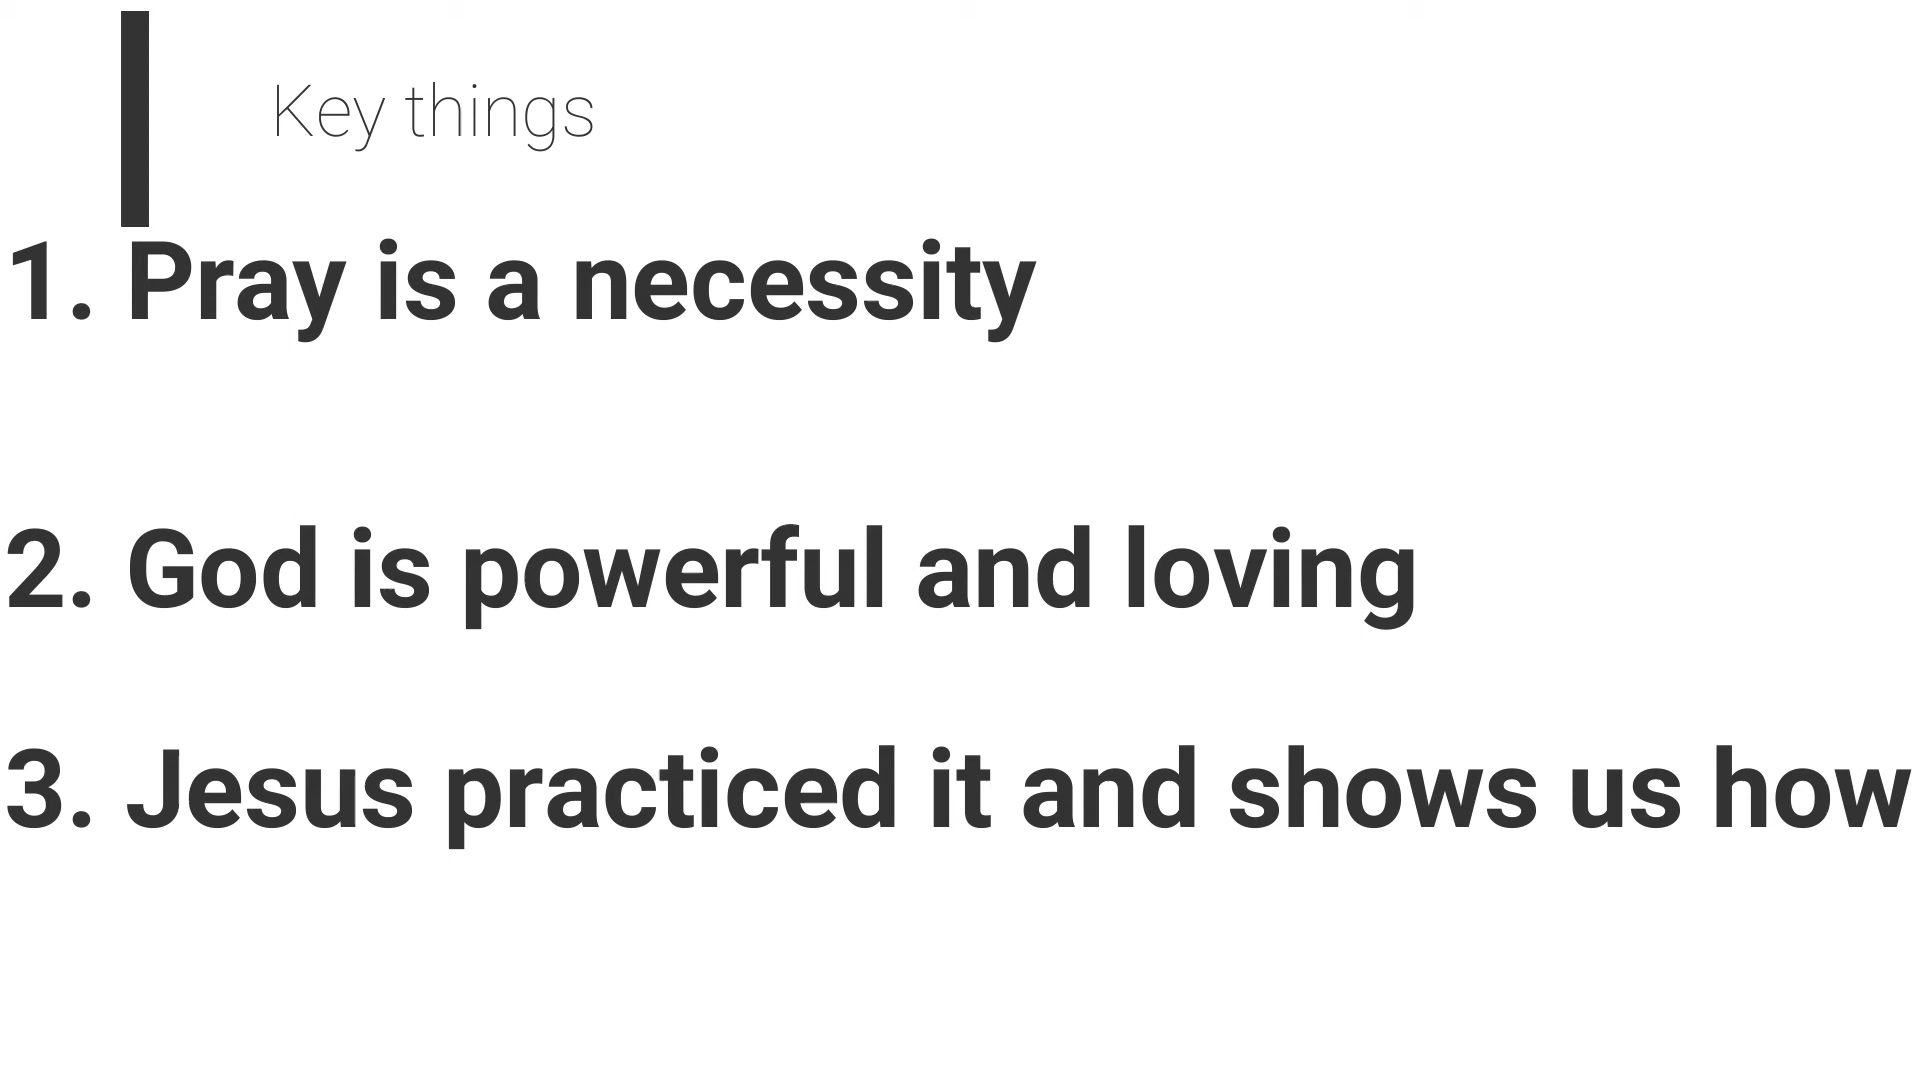 Key things
1. Pray is a necessity
2. God is powerful and loving
3. Jesus practiced it and shows us how